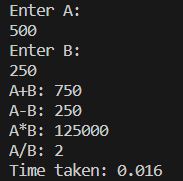 Enter A:
500
Enter B:
250
A+B: 750
A-B: 250
A*B: 125000
A/B: 2
Time taken: 0.016